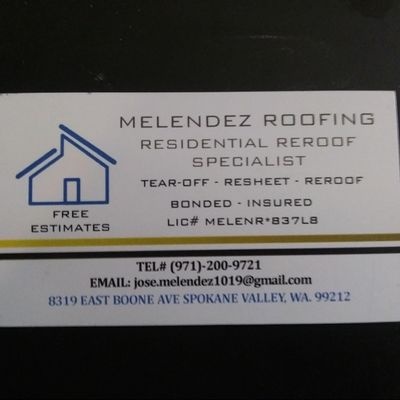 MELENDEZ ROOFING
RESIDENTIAL REROOF
SPECIALIST
TEAR-OFF - RESHEET - REROOF
BONDED - INSURED
LIC# MELENR*837L8
FREE
ESTIMATES
TEL# (971)-200-9721
EMAIL: jose.melendez1019@gmail.com
8319 EAST BOONE AVE SPOKANE VALLEY, WA. 99212